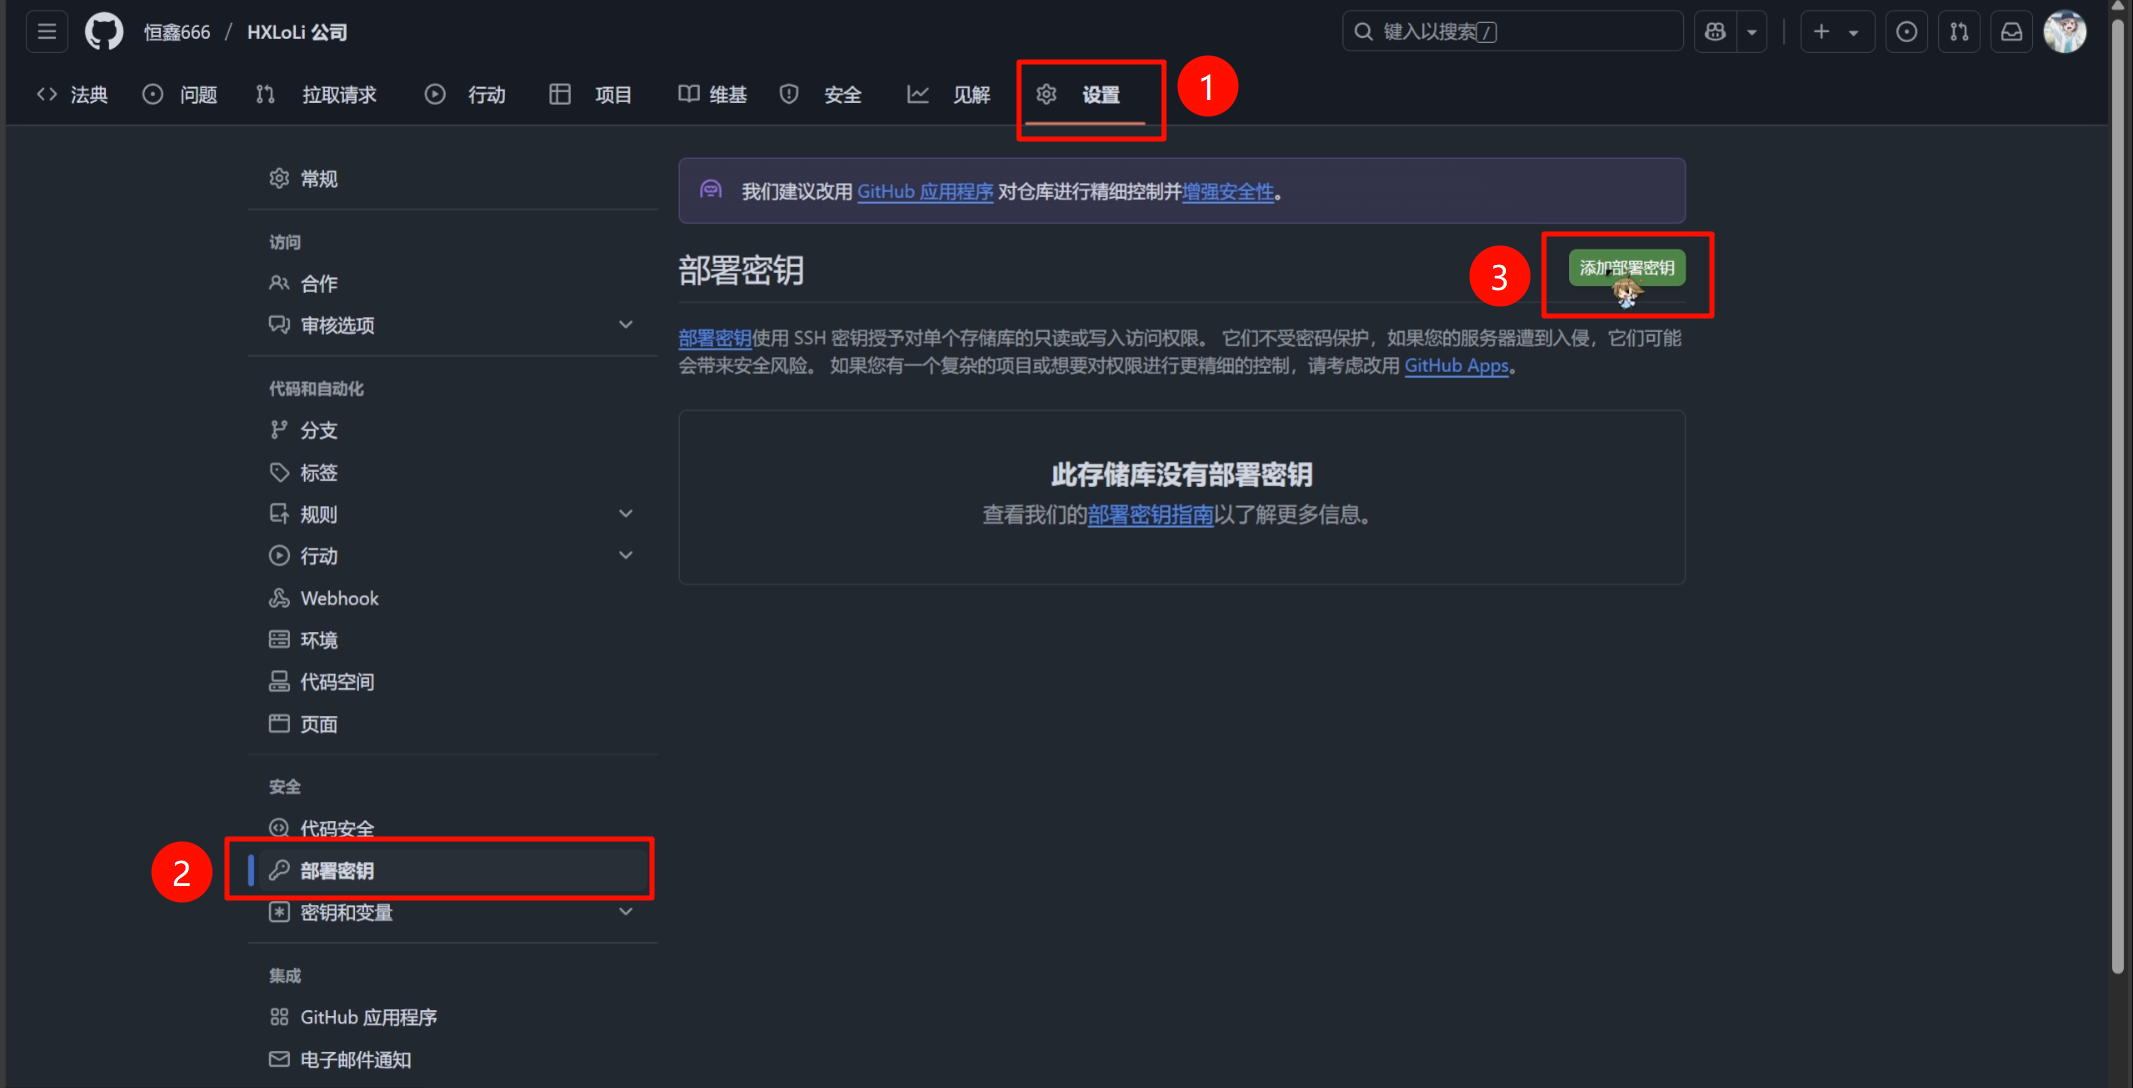 恒鑫666 / HXLoLi 公司
键入以搜索 /
法典 问题 拉取请求 行动 项目 维基 安全 见解 设置
1
常规
访问
合作
审核选项
代码和自动化
分支
标签
规则
行动
Webhook
环境
代码空间
页面
安全
代码安全
2
部署密钥
密钥和变量
集成
GitHub 应用程序
电子邮件通知
我们建议改用 GitHub 应用程序 对仓库进行精细控制并增强安全性。
部署密钥
3
添加部署密钥
部署密钥使用 SSH 密钥授予对单个存储库的只读或写入访问权限。 它们不受密码保护，如果您的服务器遭到入侵，它们可能
会带来安全风险。 如果您有一个复杂的项目或想要对权限进行更精细的控制，请考虑改用 GitHub Apps。
此存储库没有部署密钥
查看我们的部署密钥指南以了解更多信息。